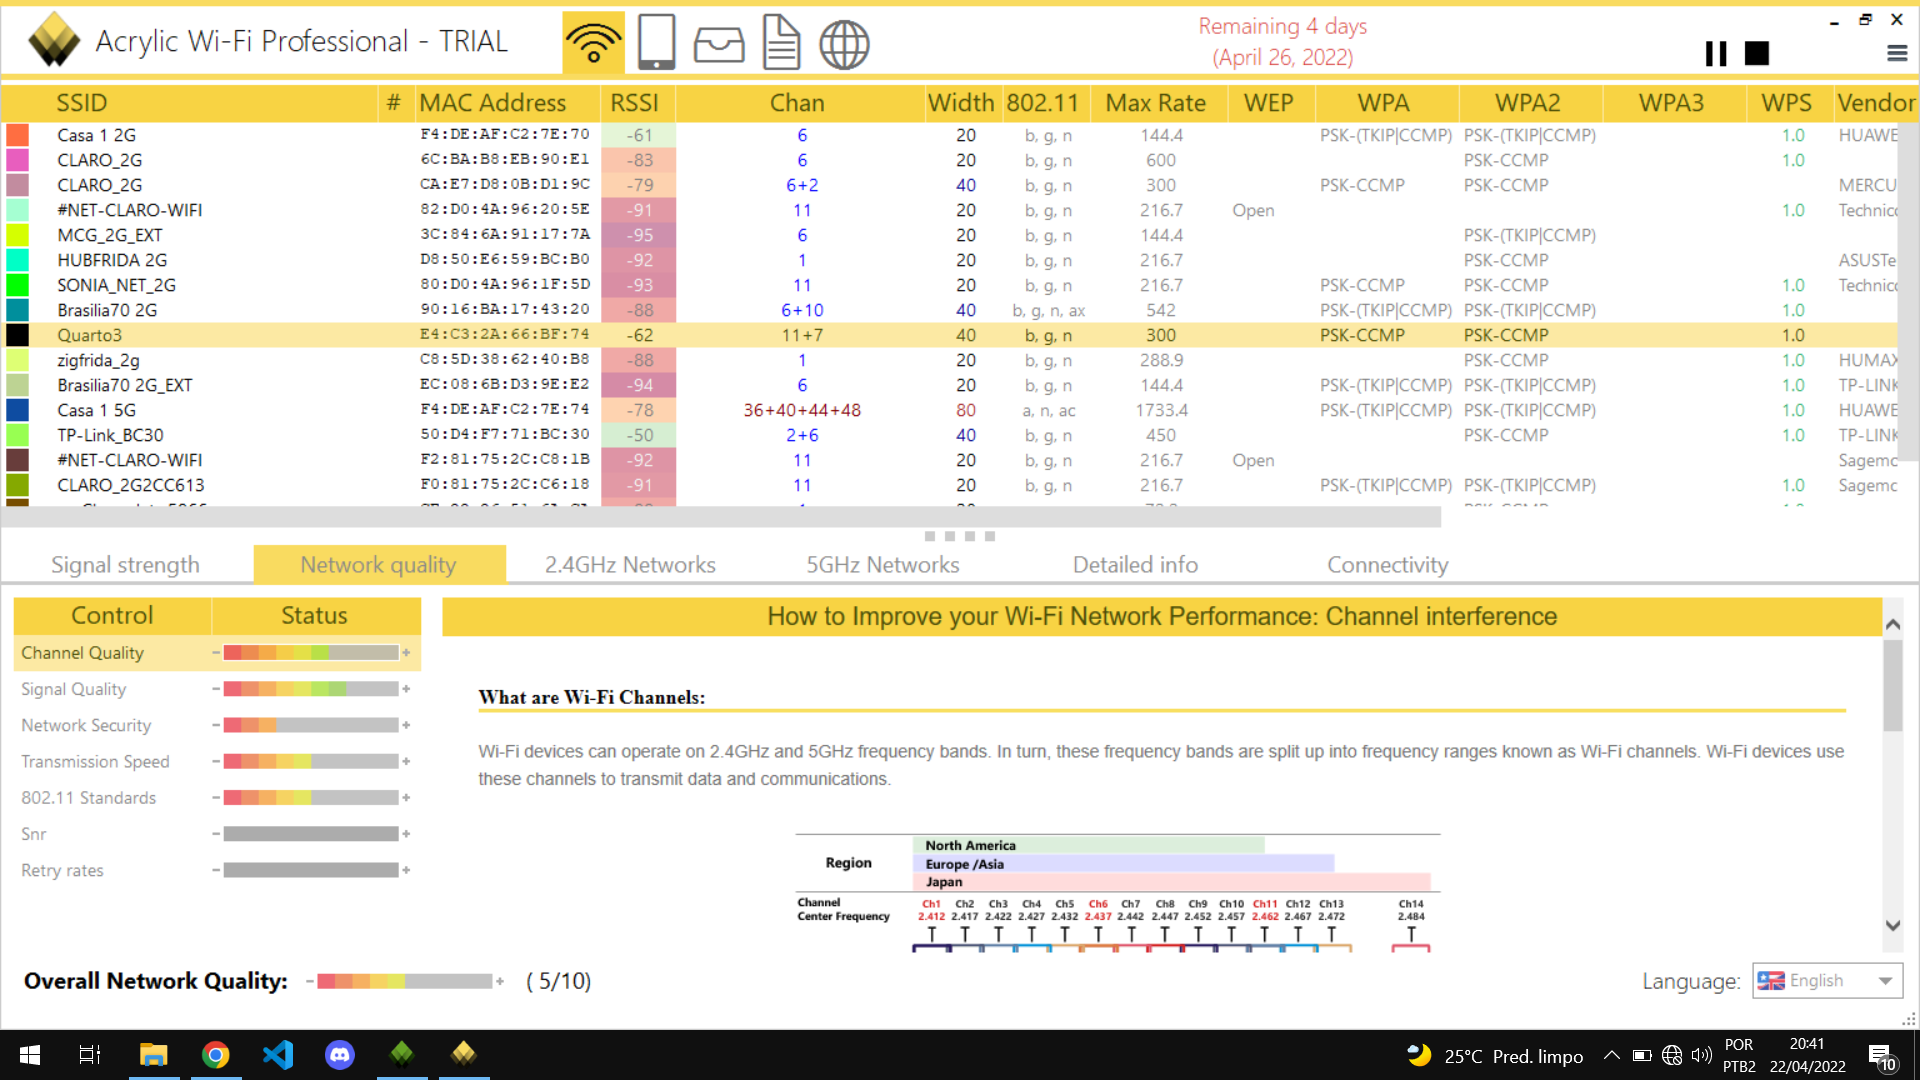 Acrylic Wi-Fi Professional - TRIAL
Remaining 4 days
(April 26, 2022)
SSID # MAC Address RSSI Chan Width 802.11 Max Rate WEP WPA WPA2 WPA3 WPS Vendor
Casa 1 2G F4:DE:AF:C2:7E:70 -61 6 20 b, g, n 144.4 PSK-(TKIP|CCMP) PSK-(TKIP|CCMP) 1.0 HUAWE
CLARO_2G 6C:BA:B8:EB:90:E1 -83 6 20 b, g, n 600 PSK-CCMP 1.0
CLARO_2G CA:E7:D8:0B:D1:9C -79 6+2 40 b, g, n 300 PSK-CCMP PSK-CCMP MERCU
#NET-CLARO-WIFI 82:D0:4A:96:20:5E -91 11 20 b, g, n 216.7 Open 1.0 Technico
MCG_2G_EXT 3C:84:6A:91:17:7A -95 6 20 b, g, n 144.4 PSK-(TKIP|CCMP)
HUBFRIDA 2G D8:50:E6:59:BC:B0 -92 1 20 b, g, n 216.7 PSK-CCMP ASUSTe
SONIA_NET_2G 80:D0:4A:96:1F:5D -93 11 20 b, g, n 216.7 PSK-CCMP PSK-CCMP 1.0 Technico
Brasilia70 2G 90:16:BA:17:43:20 -88 6+10 40 b, g, n, ax 542 PSK-(TKIP|CCMP) PSK-(TKIP|CCMP) 1.0
Quarto3 E4:C3:2A:66:BF:74 -62 11+7 40 b, g, n 300 PSK-CCMP PSK-CCMP 1.0
zigfrida_2g C8:5D:38:62:40:B8 -88 1 20 b, g, n 288.9 PSK-CCMP 1.0 HUMAX
Brasilia70 2G_EXT EC:08:6B:D3:9E:E2 -94 6 20 b, g, n 144.4 PSK-(TKIP|CCMP) PSK-(TKIP|CCMP) 1.0 TP-LINK
Casa 1 5G F4:DE:AF:C2:7E:74 -78 36+40+44+48 80 a, n, ac 1733.4 PSK-(TKIP|CCMP) PSK-(TKIP|CCMP) 1.0 HUAWE
TP-Link_BC30 50:D4:F7:71:BC:30 -50 2+6 40 b, g, n 450 PSK-CCMP 1.0 TP-LINK
#NET-CLARO-WIFI F2:81:75:2C:C8:1B -92 11 20 b, g, n 216.7 Open Sagemc
CLARO_2G2CC613 F0:81:75:2C:C6:18 -91 11 20 b, g, n 216.7 PSK-(TKIP|CCMP) PSK-(TKIP|CCMP) 1.0 Sagemc
Signal strength Network quality 2.4GHz Networks 5GHz Networks Detailed info Connectivity
Control Status
Channel Quality - +
Signal Quality - +
Network Security - +
Transmission Speed - +
802.11 Standards - +
Snr - +
Retry rates - +
How to Improve your Wi-Fi Network Performance: Channel interference
What are Wi-Fi Channels:
Wi-Fi devices can operate on 2.4GHz and 5GHz frequency bands. In turn, these frequency bands are split up into frequency ranges known as Wi-Fi channels. Wi-Fi devices use
these channels to transmit data and communications.
Region
North America
Europe /Asia
Japan
Channel Ch1 Ch2 Ch3 Ch4 Ch5 Ch6 Ch7 Ch8 Ch9 Ch10 Ch11 Ch12 Ch13 Ch14
Center Frequency 2.412 2.417 2.422 2.427 2.432 2.437 2.442 2.447 2.452 2.457 2.462 2.467 2.472 2.484
Overall Network Quality: - + ( 5/10)
Language: English
25°C Pred. limpo
POR
PTB2
20:41
22/04/2022
10